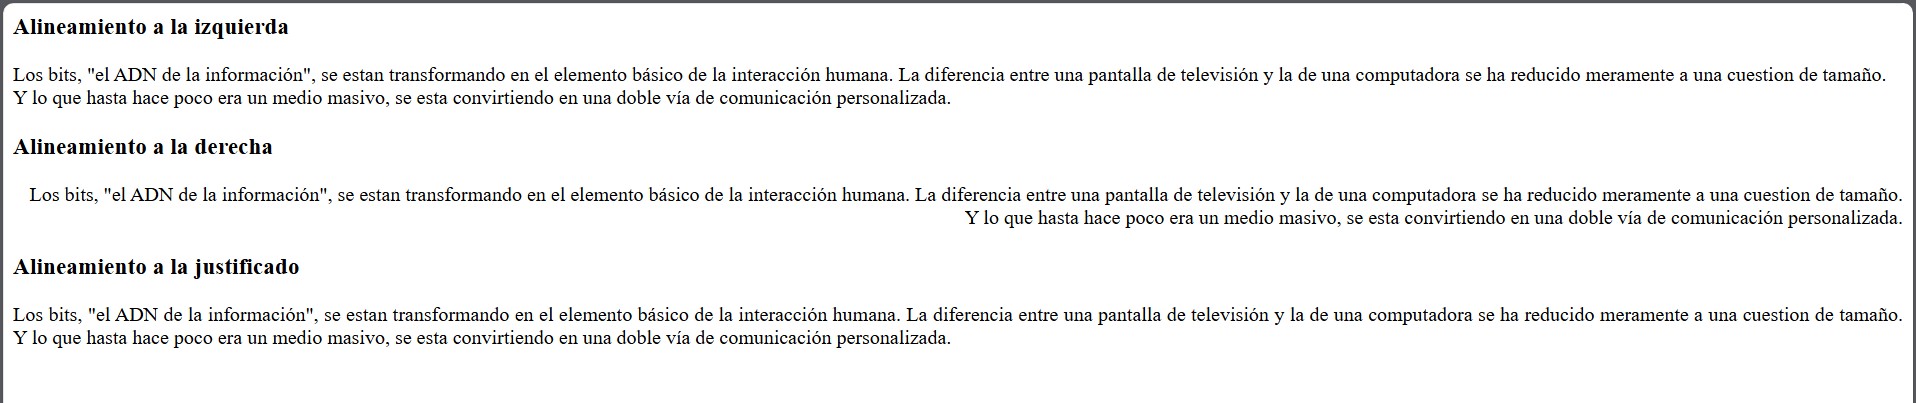 Alineamiento a la izquierda
Los bits, "el ADN de la información", se estan transformando en el elemento básico de la interacción humana. La diferencia entre una pantalla de televisión y la de una computadora se ha reducido meramente a una cuestion de tamaño.
Y lo que hasta hace poco era un medio masivo, se esta convirtiendo en una doble vía de comunicación personalizada.
Alineamiento a la derecha
Los bits, "el ADN de la información", se estan transformando en el elemento básico de la interacción humana. La diferencia entre una pantalla de televisión y la de una computadora se ha reducido meramente a una cuestion de tamaño.
Y lo que hasta hace poco era un medio masivo, se esta convirtiendo en una doble vía de comunicación personalizada.
Alineamiento a la justificado
Los bits, "el ADN de la información", se estan transformando en el elemento básico de la interacción humana. La diferencia entre una pantalla de televisión y la de una computadora se ha reducido meramente a una cuestion de tamaño.
Y lo que hasta hace poco era un medio masivo, se esta convirtiendo en una doble vía de comunicación personalizada.